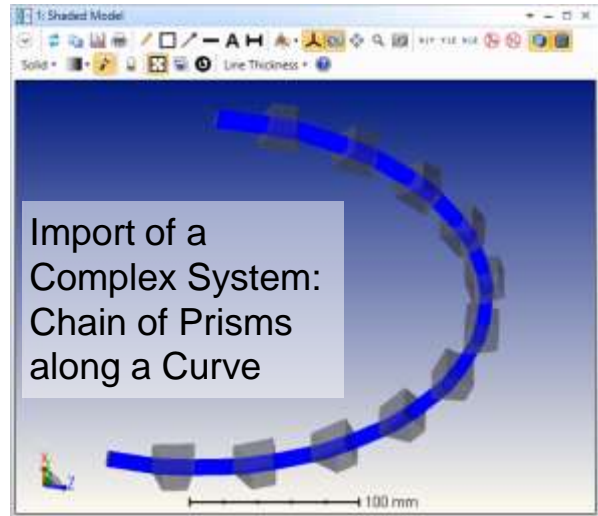 1: Shaded Model
Solid
Line Thickness
Import of a
Complex System:
Chain of Prisms
along a Curve
X
Z
100 mm